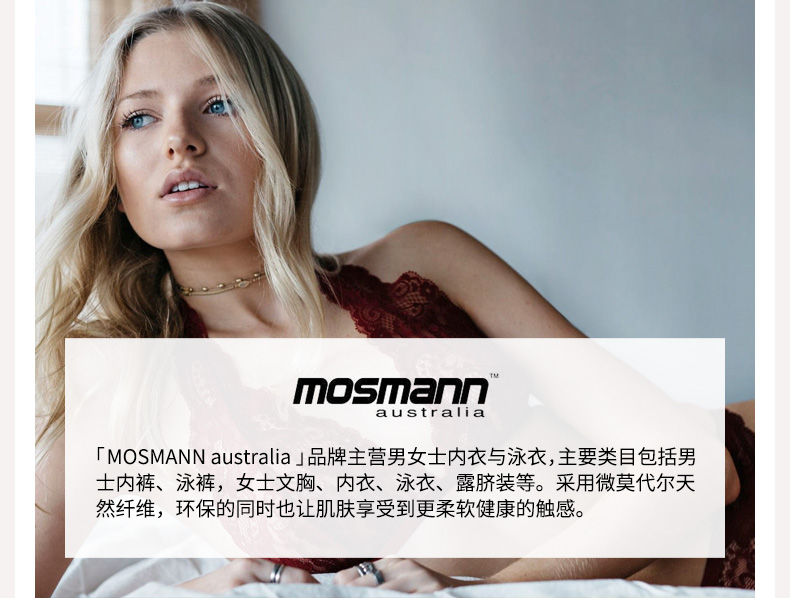 mosmann™
australia
「MOSMANN australia 」品牌主营男女士内衣与泳衣，主要类目包括男
士内裤、泳裤，女士文胸、内衣、泳衣、露脐装等。采用微莫代尔天
然纤维，环保的同时也让肌肤享受到更柔软健康的触感。